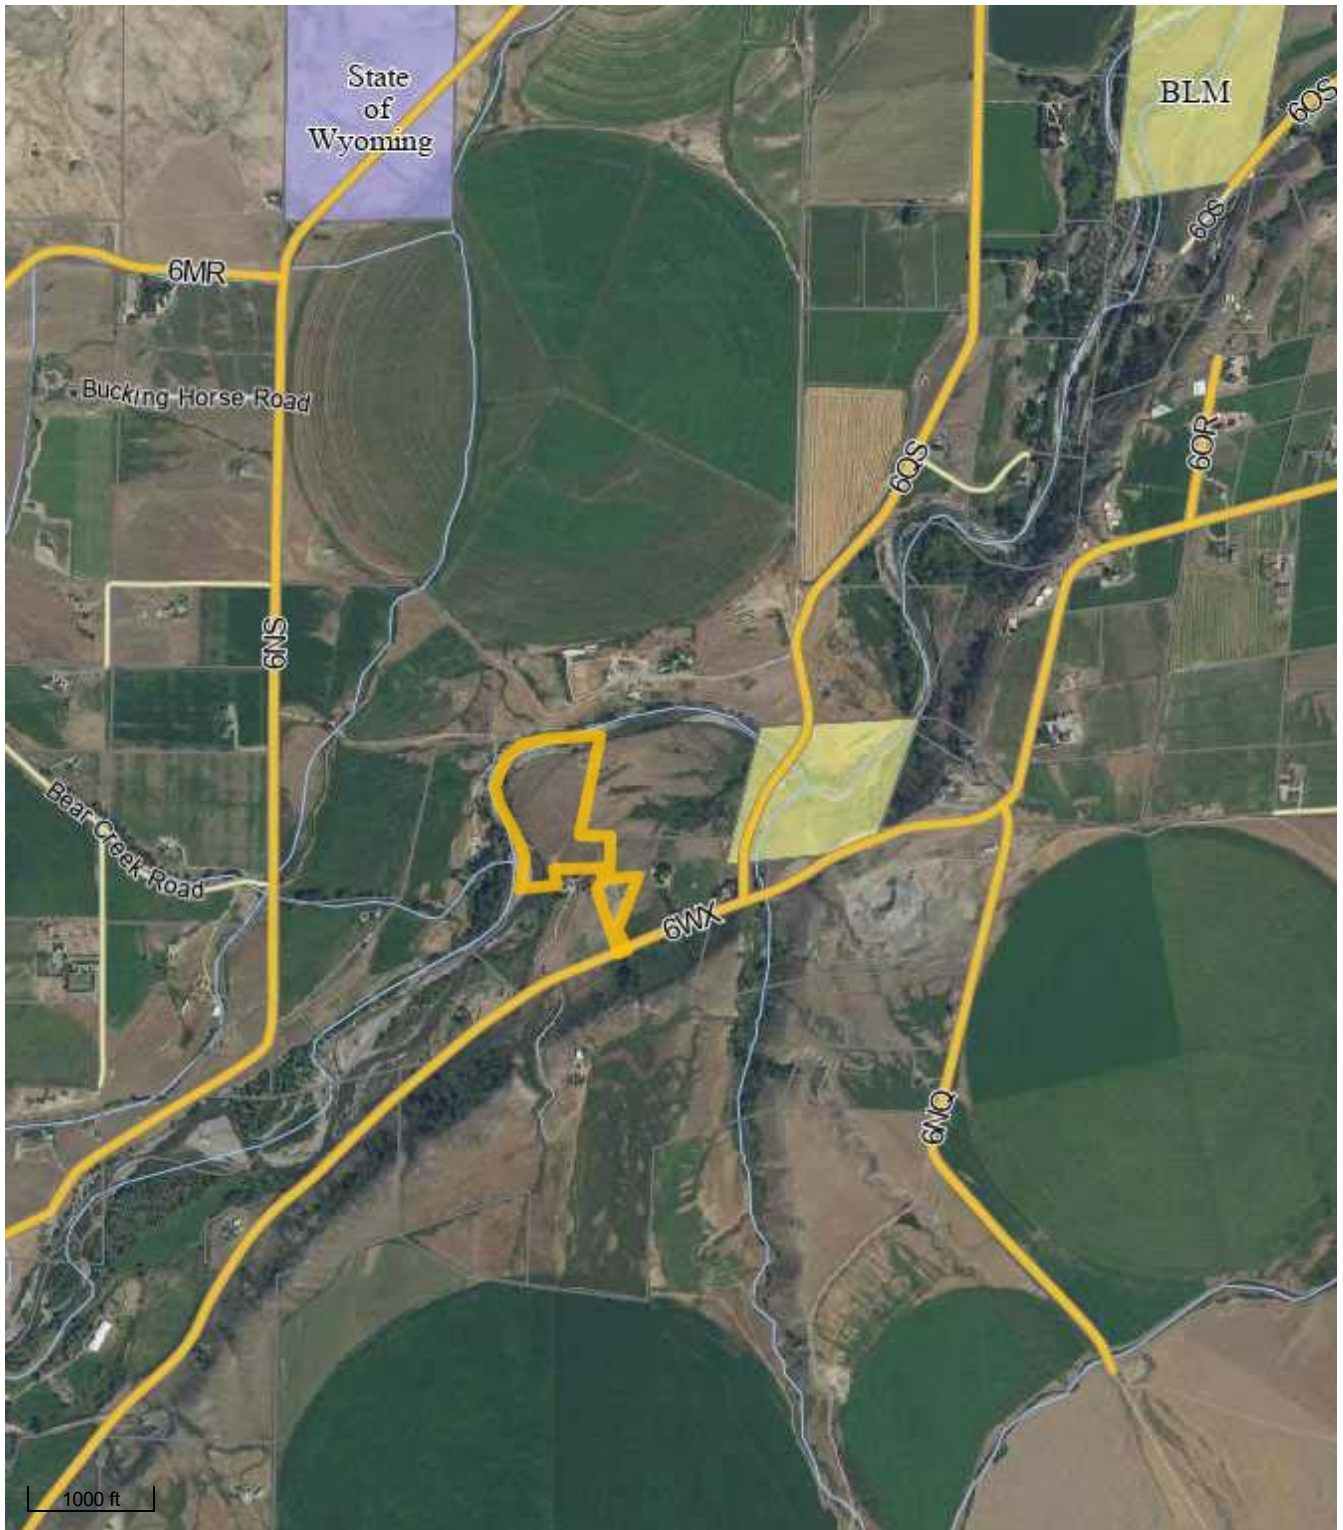 State
of
Wyoming
BLM
6OS
6OS
6MR
Bucking Horse Road
6QS
6OR
6NS
Bear Creek Road
6WX
6NQ
1000 ft